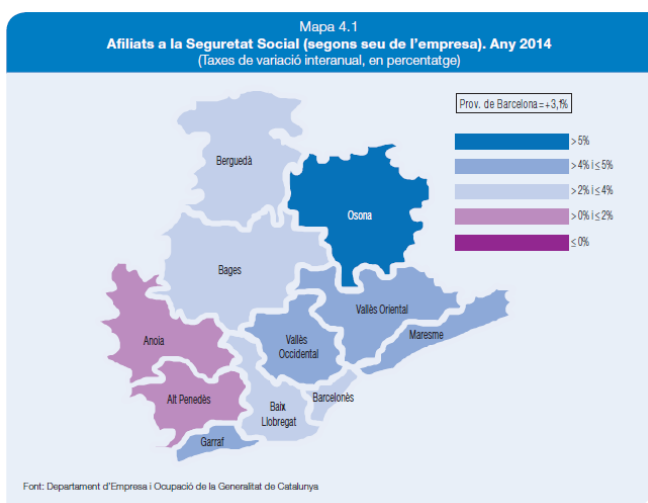 Mapa 4.1
Afiliats a la Seguretat Social (segons seu de l'empresa). Any 2014
(Taxes de variació interanual, en percentatge)
Prov. de Barcelona=+3,1%
>5%
>4% i ≤5%
>2% i ≤4%
>0% i ≤2%
≤0%
Berguedà
Osona
Bages
Vallès Oriental
Maresme
Vallès
Occidental
Anoia
Alt Penedès
Barcelonès
Baix
Llobregat
Garraf
Font: Departament d'Empresa i Ocupació de la Generalitat de Catalunya